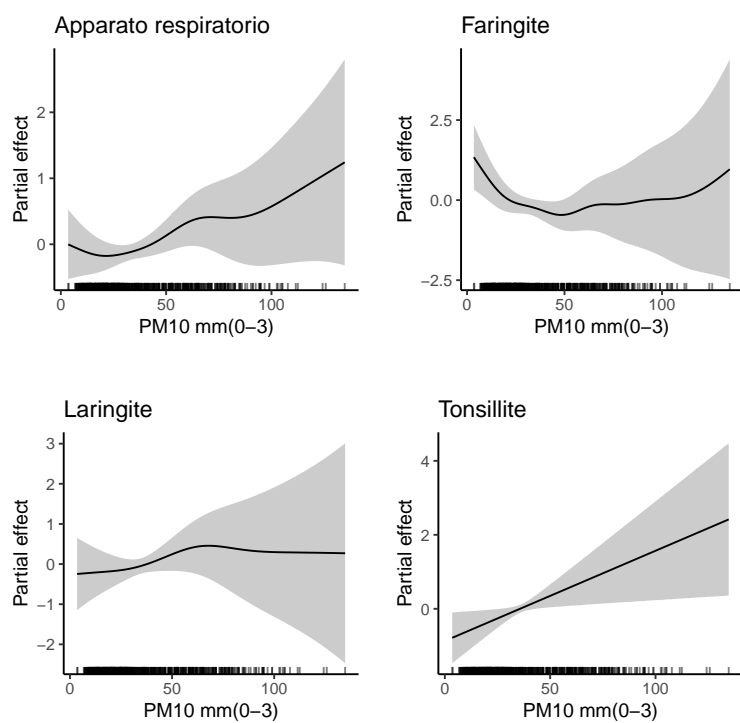 Apparato respiratorio
Partial effect
2
1
0
0
50
100
PM10 mm(0−3)
Faringite
Partial effect
2.5
0.0
−2.5
0
50
100
PM10 mm(0−3)
Laringite
Partial effect
3
2
1
0
−1
−2
0
50
100
PM10 mm(0−3)
Tonsillite
Partial effect
4
2
0
0
50
100
PM10 mm(0−3)